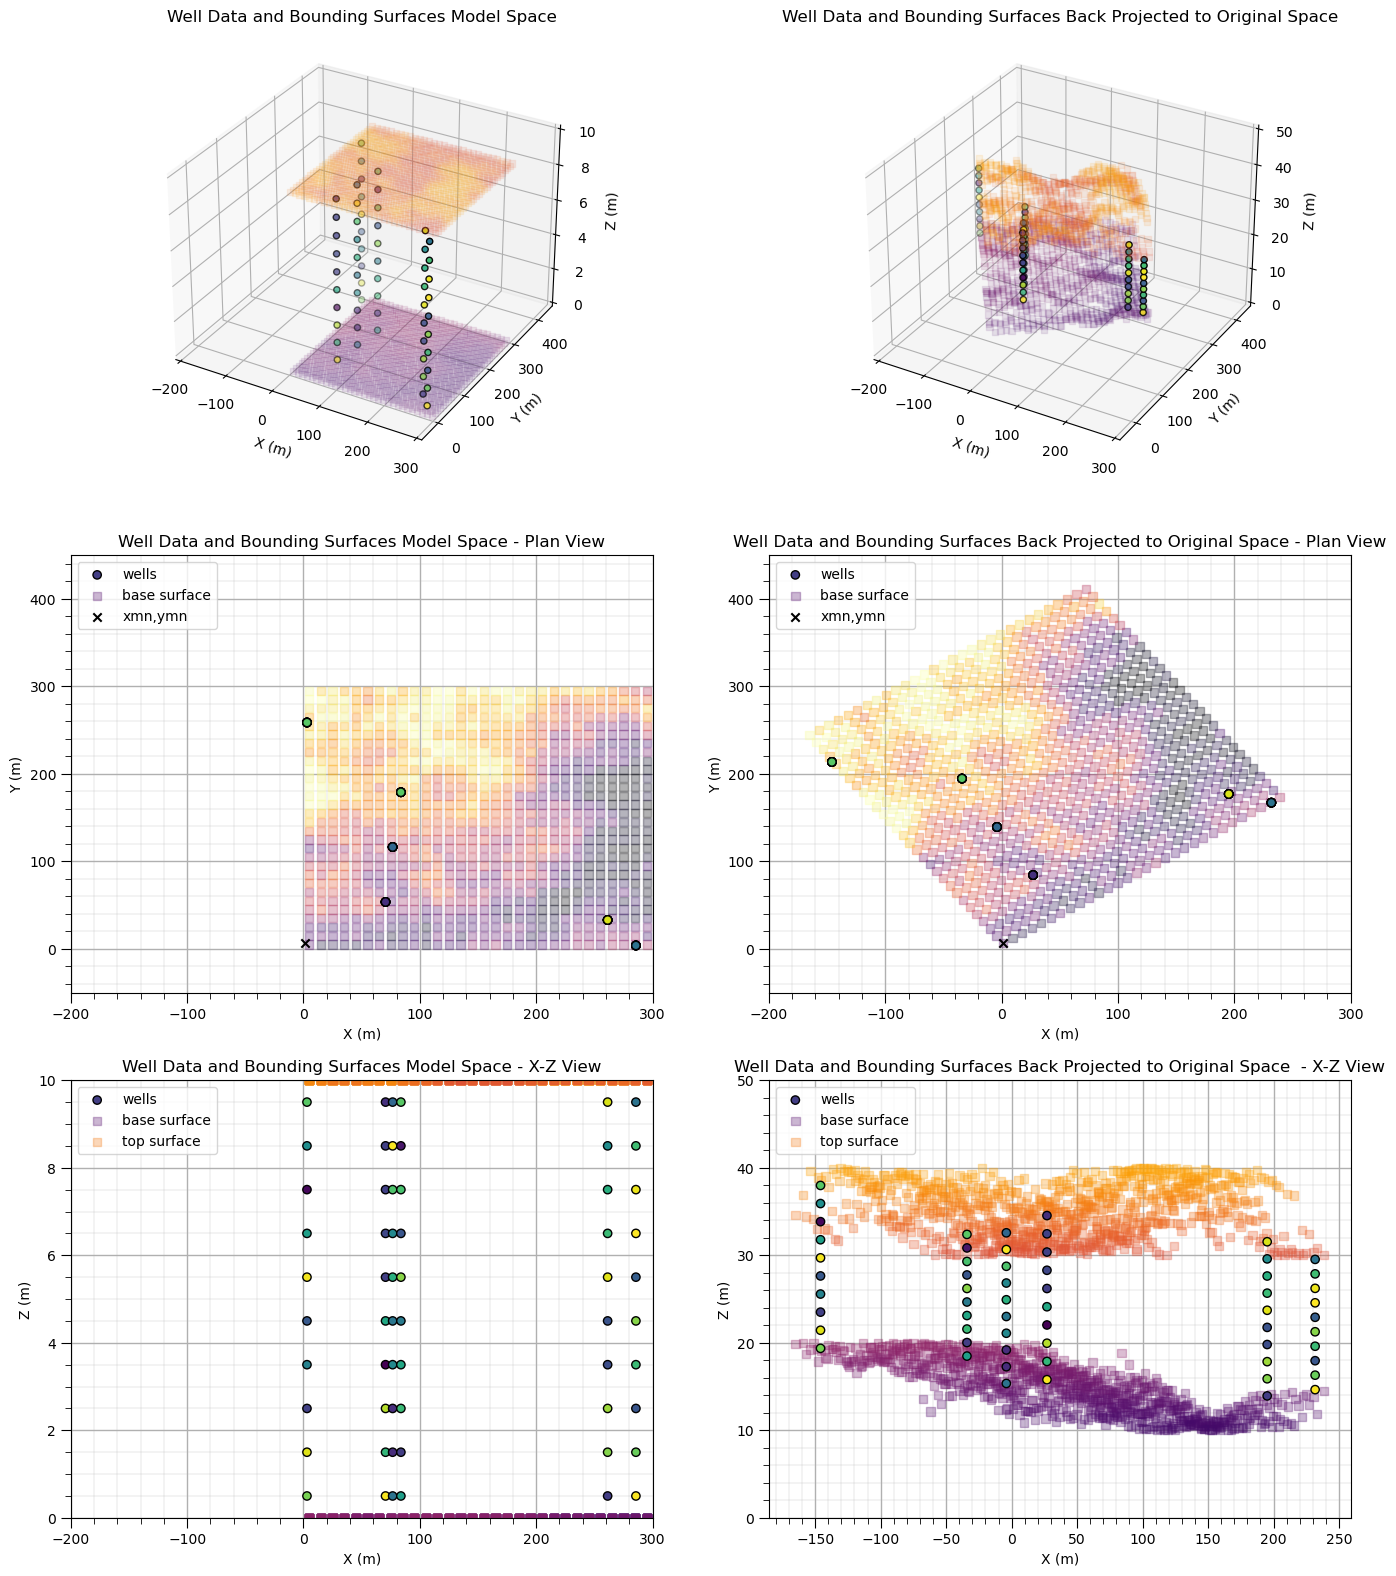 Well Data and Bounding Surfaces Model Space
10
8
6
4
2
0
Z (m)
−200
−100
0
100
200
300
X (m)
0
100
200
300
400
Y (m)
Well Data and Bounding Surfaces Back Projected to Original Space
50
40
30
20
10
0
Z (m)
−200
−100
0
100
200
300
X (m)
0
100
200
300
400
Y (m)
Well Data and Bounding Surfaces Model Space - Plan View
wells
base surface
xmn,ymn
400
300
200
100
0
Y (m)
−200 −100 0 100 200 300
X (m)
Well Data and Bounding Surfaces Back Projected to Original Space - Plan View
wells
base surface
xmn,ymn
400
300
200
100
0
Y (m)
−200 −100 0 100 200 300
X (m)
Well Data and Bounding Surfaces Model Space - X-Z View
wells
base surface
top surface
10
8
6
4
2
0
Z (m)
−200 −100 0 100 200 300
X (m)
Well Data and Bounding Surfaces Back Projected to Original Space  - X-Z View
wells
base surface
top surface
50
40
30
20
10
0
Z (m)
−150 −100 −50 0 50 100 150 200 250
X (m)